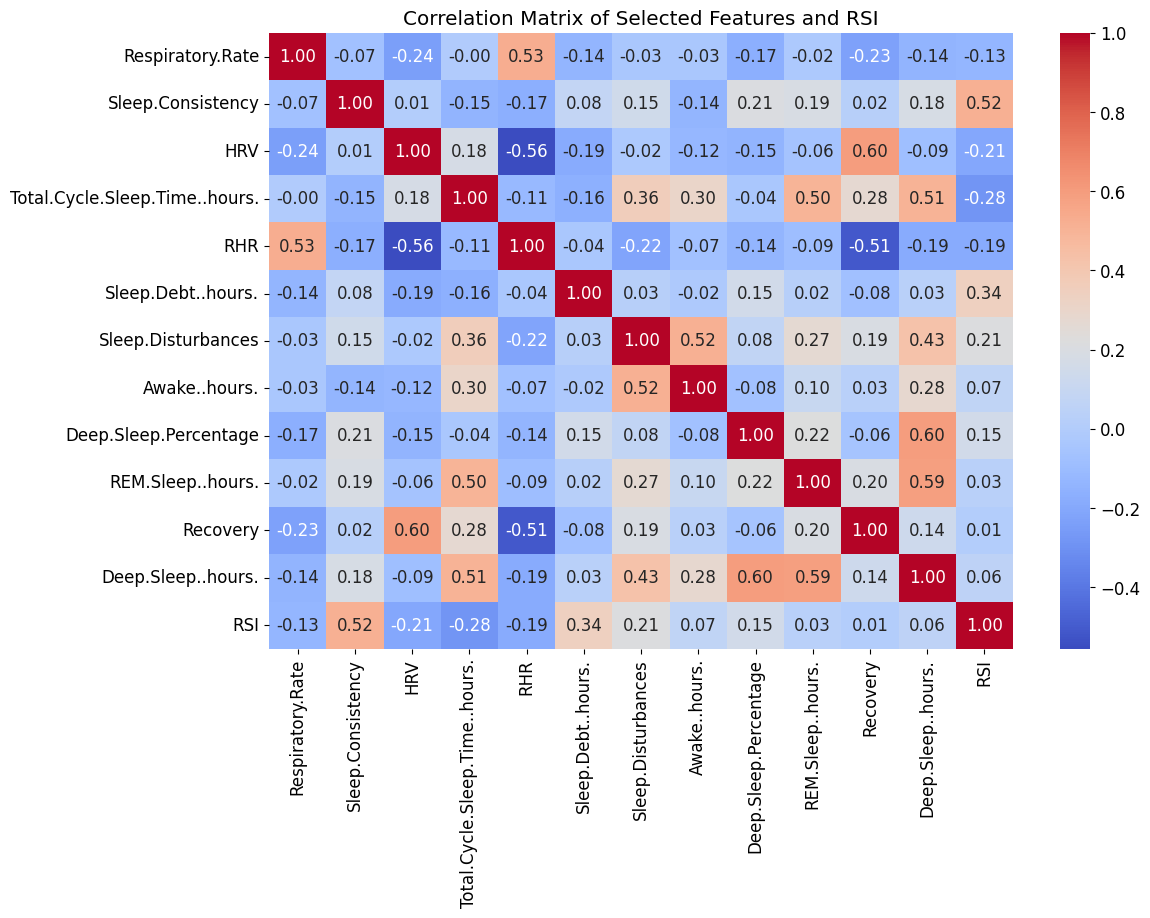 Correlation Matrix of Selected Features and RSI
Respiratory.Rate 1.00 -0.07 -0.24 -0.00 0.53 -0.14 -0.03 -0.03 -0.17 -0.02 -0.23 -0.14 -0.13
Sleep.Consistency -0.07 1.00 0.01 -0.15 -0.17 0.08 0.15 -0.14 0.21 0.19 0.02 0.18 0.52
HRV -0.24 0.01 1.00 0.18 -0.56 -0.19 -0.02 -0.12 -0.15 -0.06 0.60 -0.09 -0.21
Total.Cycle.Sleep.Time..hours. -0.00 -0.15 0.18 1.00 -0.11 -0.16 0.36 0.30 -0.04 0.50 0.28 0.51 -0.28
RHR 0.53 -0.17 -0.56 -0.11 1.00 -0.04 -0.22 -0.07 -0.14 -0.09 -0.51 -0.19 -0.19
Sleep.Debt..hours. -0.14 0.08 -0.19 -0.16 -0.04 1.00 0.03 -0.02 0.15 0.02 -0.08 0.03 0.34
Sleep.Disturbances -0.03 0.15 -0.02 0.36 -0.22 0.03 1.00 0.52 0.08 0.27 0.19 0.43 0.21
Awake..hours. -0.03 -0.14 -0.12 0.30 -0.07 -0.02 0.52 1.00 -0.08 0.10 0.03 0.28 0.07
Deep.Sleep.Percentage -0.17 0.21 -0.15 -0.04 -0.14 0.15 0.08 -0.08 1.00 0.22 -0.06 0.60 0.15
REM.Sleep..hours. -0.02 0.19 -0.06 0.50 -0.09 0.02 0.27 0.10 0.22 1.00 0.20 0.59 0.03
Recovery -0.23 0.02 0.60 0.28 -0.51 -0.08 0.19 0.03 -0.06 0.20 1.00 0.14 0.01
Deep.Sleep..hours. -0.14 0.18 -0.09 0.51 -0.19 0.03 0.43 0.28 0.60 0.59 0.14 1.00 0.06
RSI -0.13 0.52 -0.21 -0.28 -0.19 0.34 0.21 0.07 0.15 0.03 0.01 0.06 1.00
Respiratory.Rate
Sleep.Consistency
HRV
Total.Cycle.Sleep.Time..hours.
RHR
Sleep.Debt..hours.
Sleep.Disturbances
Awake..hours.
Deep.Sleep.Percentage
REM.Sleep..hours.
Recovery
Deep.Sleep..hours.
RSI
1.0
0.8
0.6
0.4
0.2
0.0
−0.2
−0.4